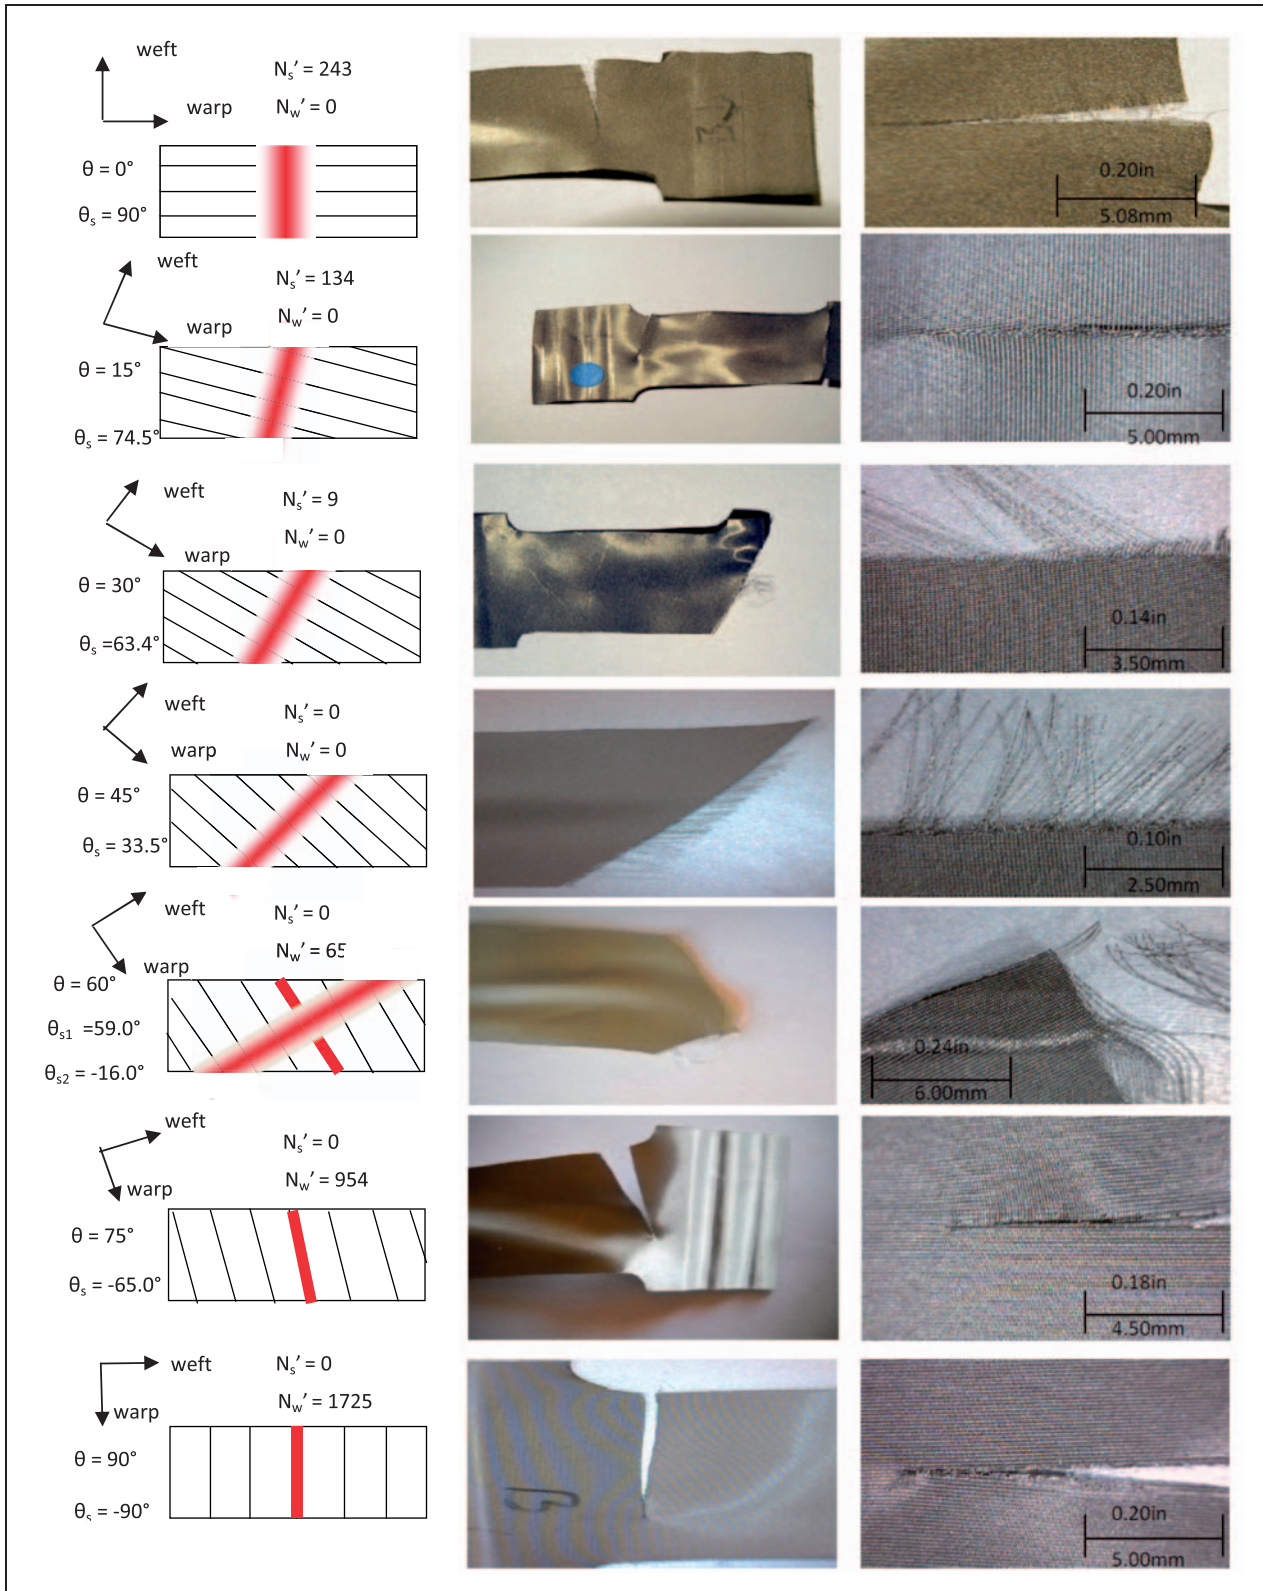 weft
N_s' = 243
warp
N_w' = 0
θ = 0°
θ_s = 90°
0.20in
5.08mm
weft
N_s' = 134
N_w' = 0
warp
θ = 15°
θ_s = 74.5°
0.20in
5.00mm
weft
N_s' = 9
N_w' = 0
warp
θ = 30°
θ_s =63.4°
0.14in
3.50mm
weft
N_s' = 0
warp
N_w' = 0
θ = 45°
θ_s = 33.5°
0.10in
2.50mm
weft
N_s' = 0
N_w' = 65
warp
θ = 60°
θ_s1 =59.0°
θ_s2 = -16.0°
0.24in
6.00mm
weft
N_s' = 0
N_w' = 954
warp
θ = 75°
θ_s = -65.0°
0.18in
4.50mm
weft
N_s' = 0
N_w' = 1725
warp
θ = 90°
θ_s = -90°
0.20in
5.00mm